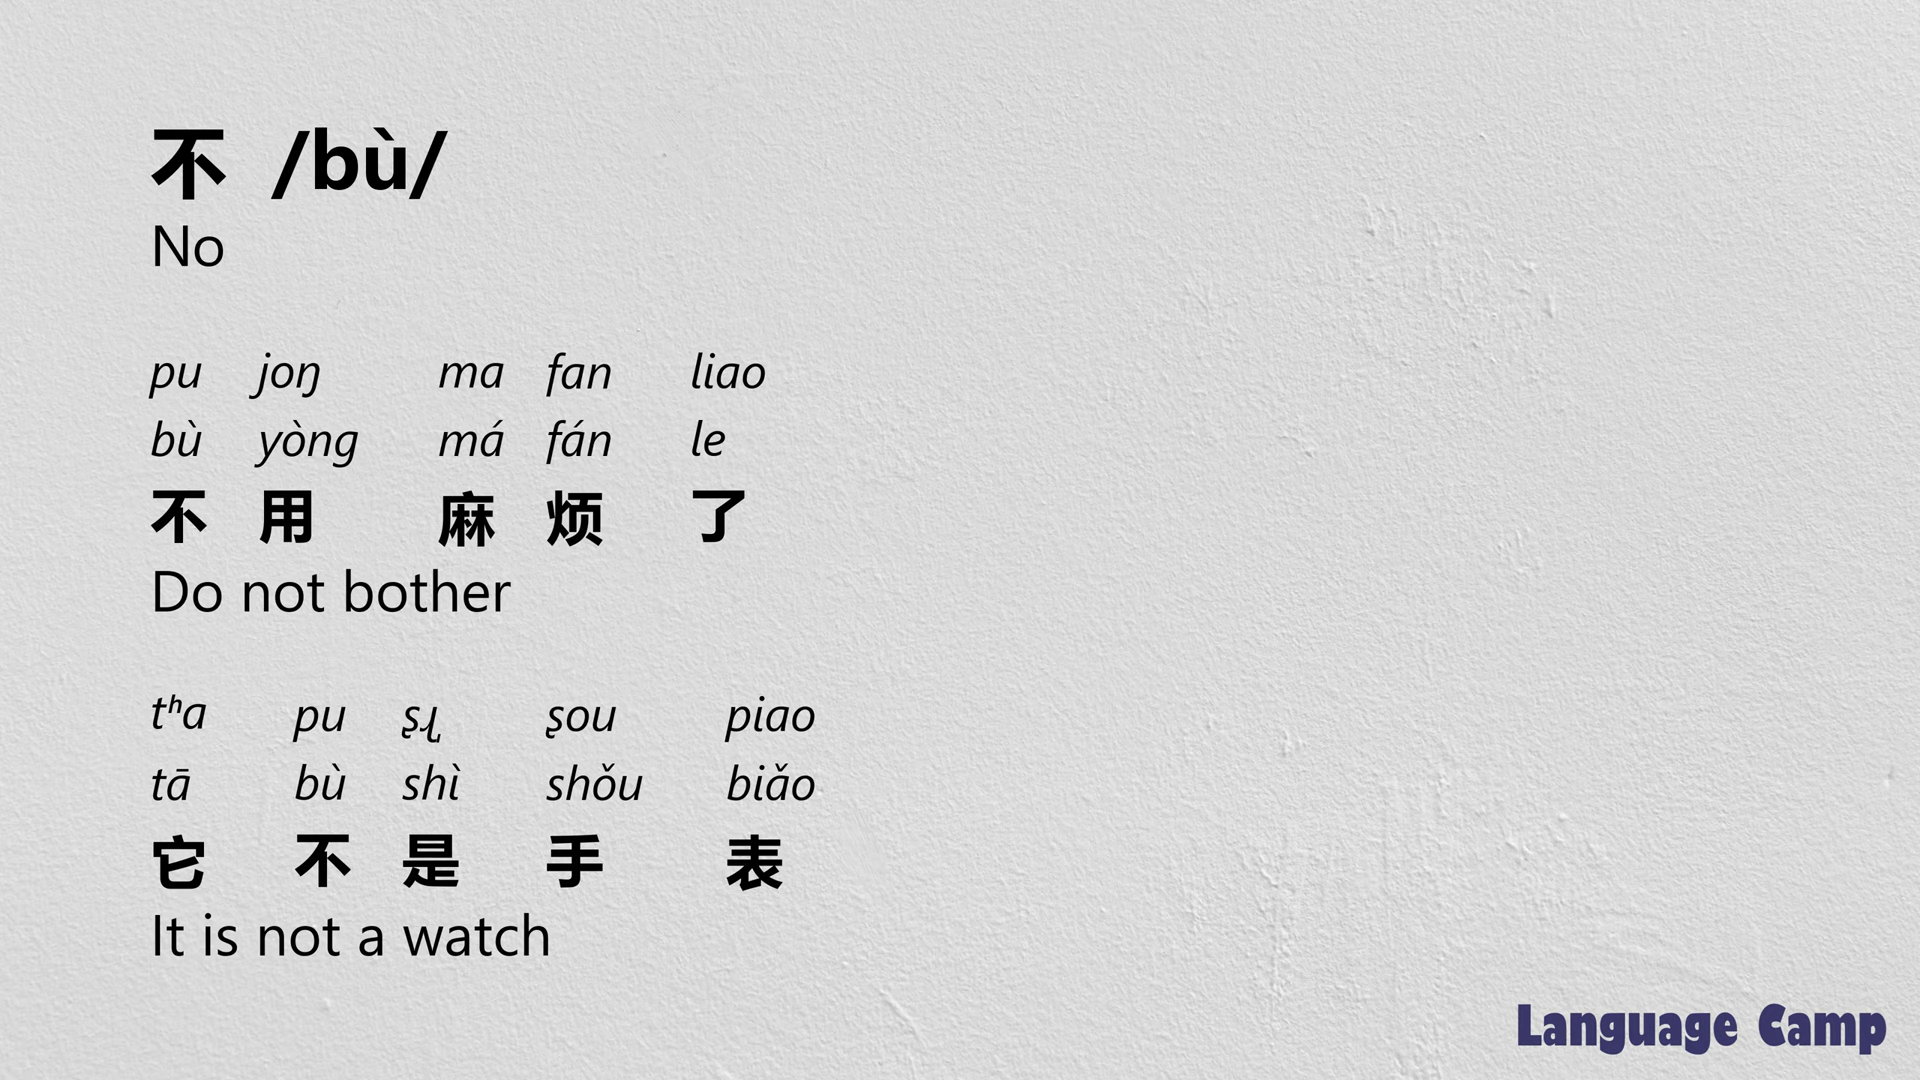 不 /bù/
No
pu joŋ ma fan liao
bù yòng má fán le
不 用 麻 烦 了
Do not bother
tʰa pu ʂɻ ʂou piao
tā bù shì shǒu biǎo
它 不 是 手 表
It is not a watch
Language Camp